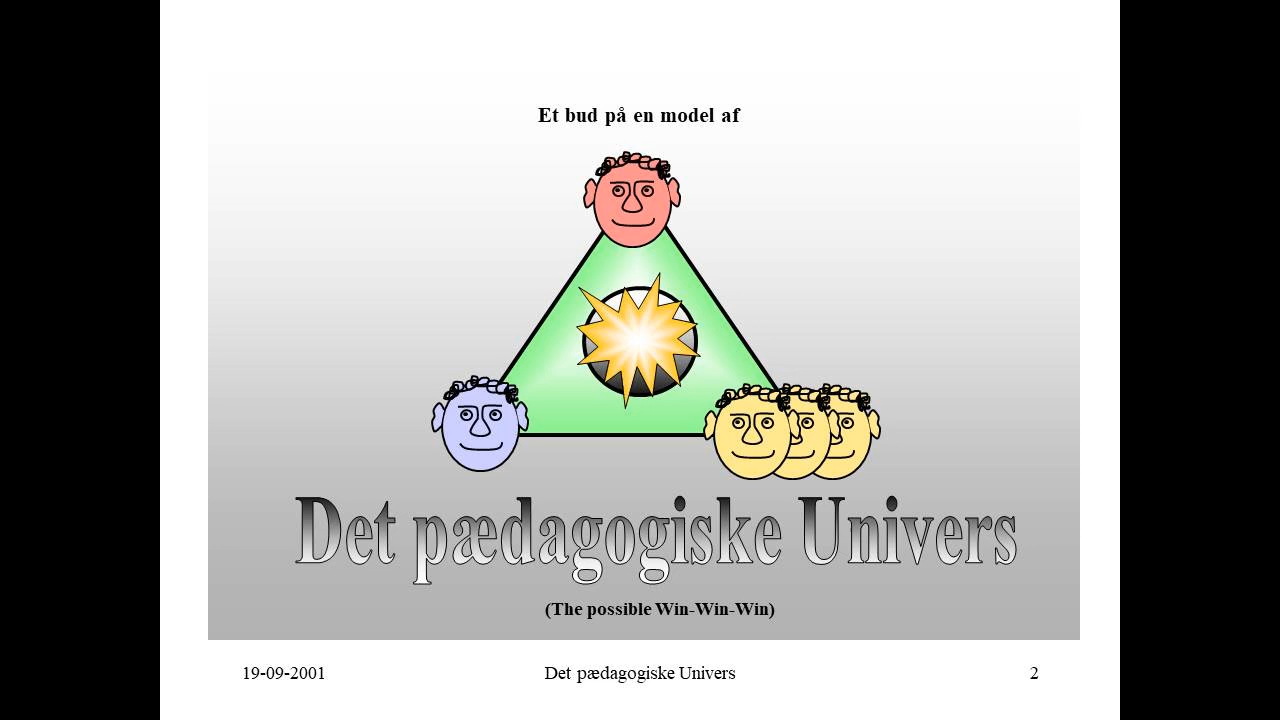 Et bud på en model af
Det pædagogiske Univers
(The possible Win-Win-Win)
19-09-2001
Det pædagogiske Univers
2